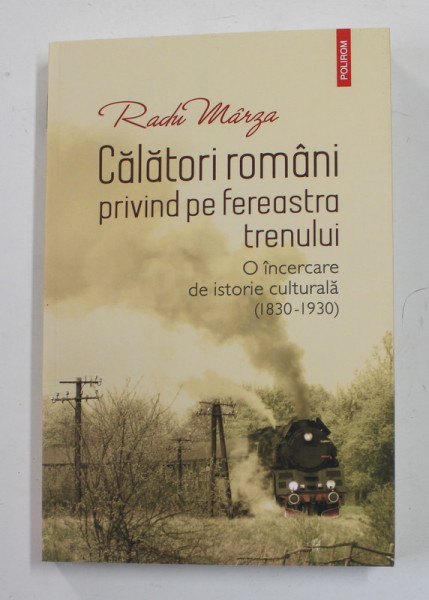 POLIROM
Radu Mârza
Călători români
privind pe fereastra
trenului
O încercare
de istorie culturală
(1830-1930)